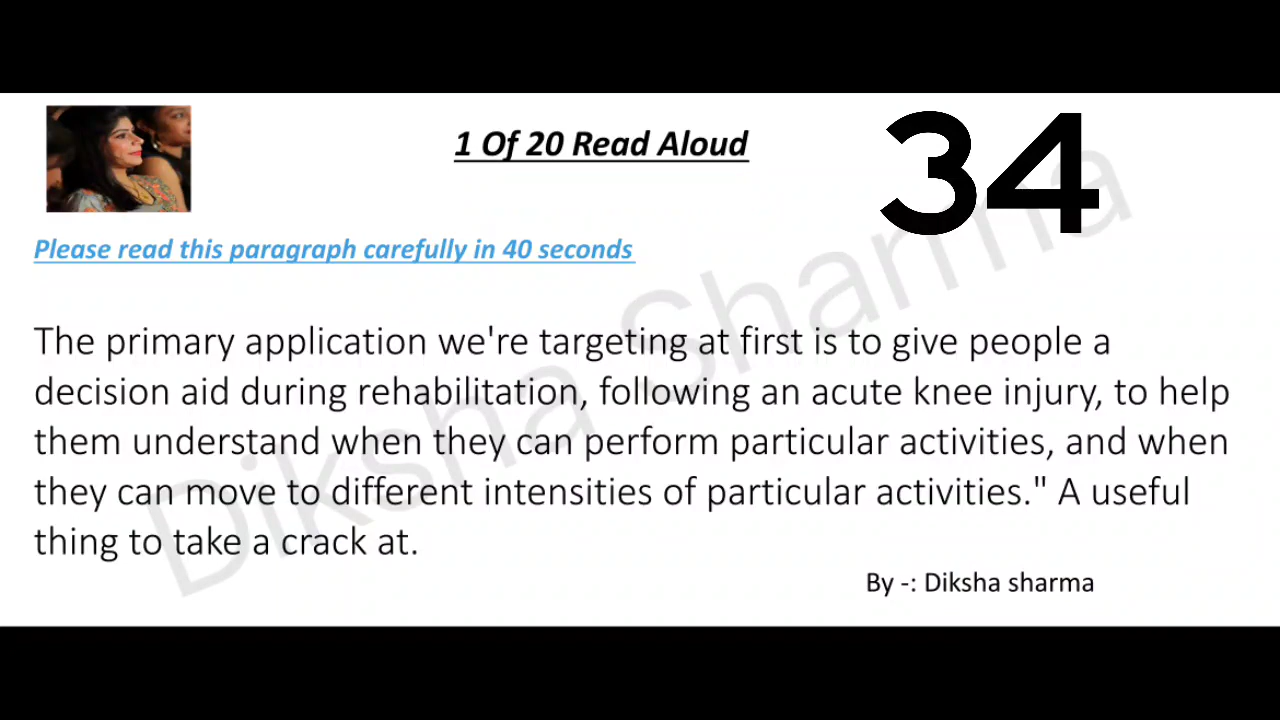 1 Of 20 Read Aloud
34
Please read this paragraph carefully in 40 seconds
The primary application we're targeting at first is to give people a
decision aid during rehabilitation, following an acute knee injury, to help
them understand when they can perform particular activities, and when
they can move to different intensities of particular activities." A useful
thing to take a crack at.
By -: Diksha sharma
Diksha Sharma